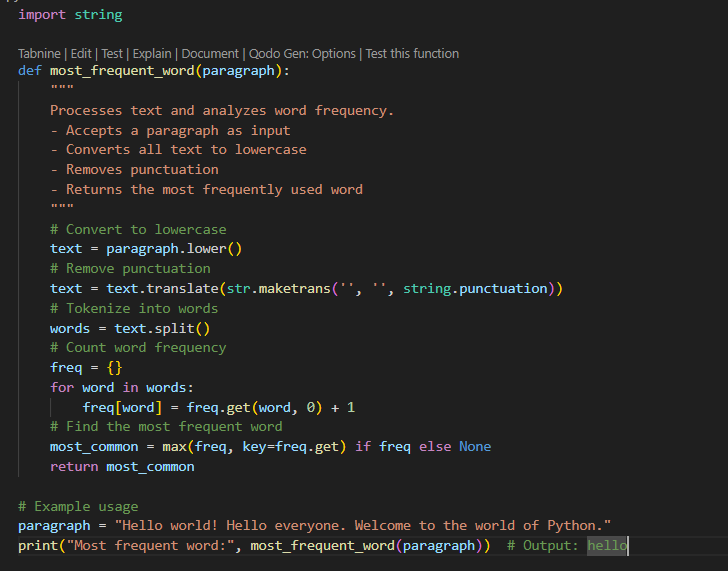 import string
Tabnine | Edit | Test | Explain | Document | Qodo Gen: Options | Test this function
def most_frequent_word(paragraph):
    """
    Processes text and analyzes word frequency.
    - Accepts a paragraph as input
    - Converts all text to lowercase
    - Removes punctuation
    - Returns the most frequently used word
    """
    # Convert to lowercase
    text = paragraph.lower()
    # Remove punctuation
    text = text.translate(str.maketrans('', '', string.punctuation))
    # Tokenize into words
    words = text.split()
    # Count word frequency
    freq = {}
    for word in words:
        freq[word] = freq.get(word, 0) + 1
    # Find the most frequent word
    most_common = max(freq, key=freq.get) if freq else None
    return most_common
# Example usage
paragraph = "Hello world! Hello everyone. Welcome to the world of Python."
print("Most frequent word:", most_frequent_word(paragraph))  # Output: hello